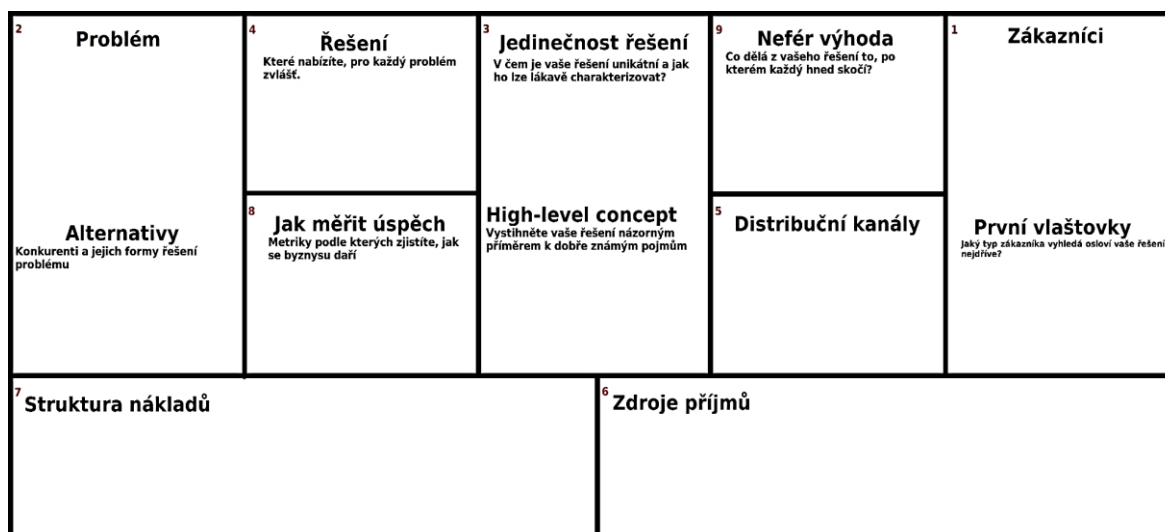 2
Problém
Alternativy
Konkurenti a jejich formy řešení
problému
4
Řešení
Které nabízíte, pro každý problém
zvlášť.
8
Jak měřit úspěch
Metriky podle kterých zjistíte, jak
se byznysu daří
3
Jedinečnost řešení
V čem je vaše řešení unikátní a jak
ho lze lákavě charakterizovat?
High-level concept
Vystihněte vaše řešení názorným
příměrem k dobře známým pojmům
9
Nefér výhoda
Co dělá z vašeho řešení to, po
kterém každý hned skočí?
5
Distribuční kanály
1
Zákazníci
První vlaštovky
Jaký typ zákazníka vyhledá osloví vaše řešení
nejdříve?
7
Struktura nákladů
6
Zdroje příjmů